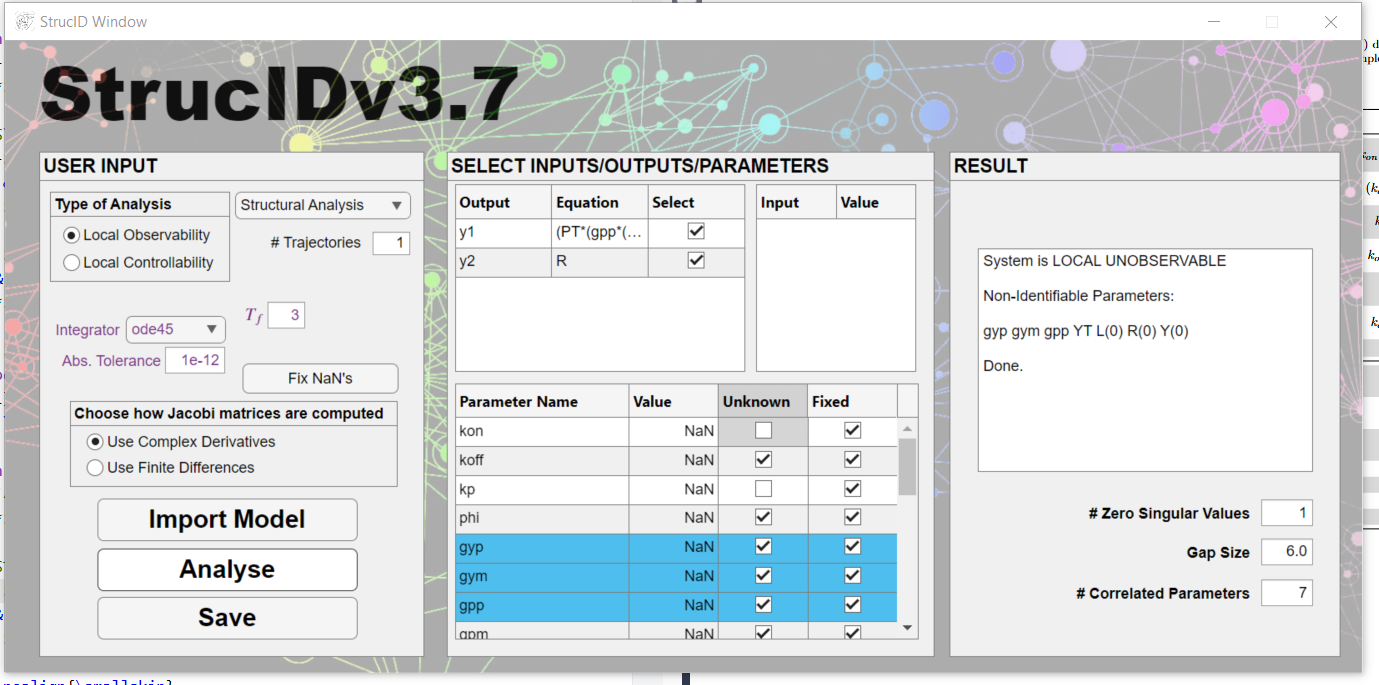 StrucID Window
StrucIDv3.7
USER INPUT
Type of Analysis
Local Observability
Local Controllability
Structural Analysis
# Trajectories 1
Integrator ode45
Tf 3
Abs. Tolerance 1e-12
Fix NaN's
Choose how Jacobi matrices are computed
Use Complex Derivatives
Use Finite Differences
Import Model
Analyse
Save
SELECT INPUTS/OUTPUTS/PARAMETERS
Output Equation Select
y1 (PT*(gpp*(...
y2 R
Input Value
Parameter Name Value Unknown Fixed
kon NaN
koff NaN
kp NaN
phi NaN
gyp NaN
gym NaN
gpp NaN
gpm NaN
RESULT
System is LOCAL UNOBSERVABLE
Non-Identifiable Parameters:
gyp gym gpp YT L(0) R(0) Y(0)
Done.
# Zero Singular Values 1
Gap Size 6.0
# Correlated Parameters 7